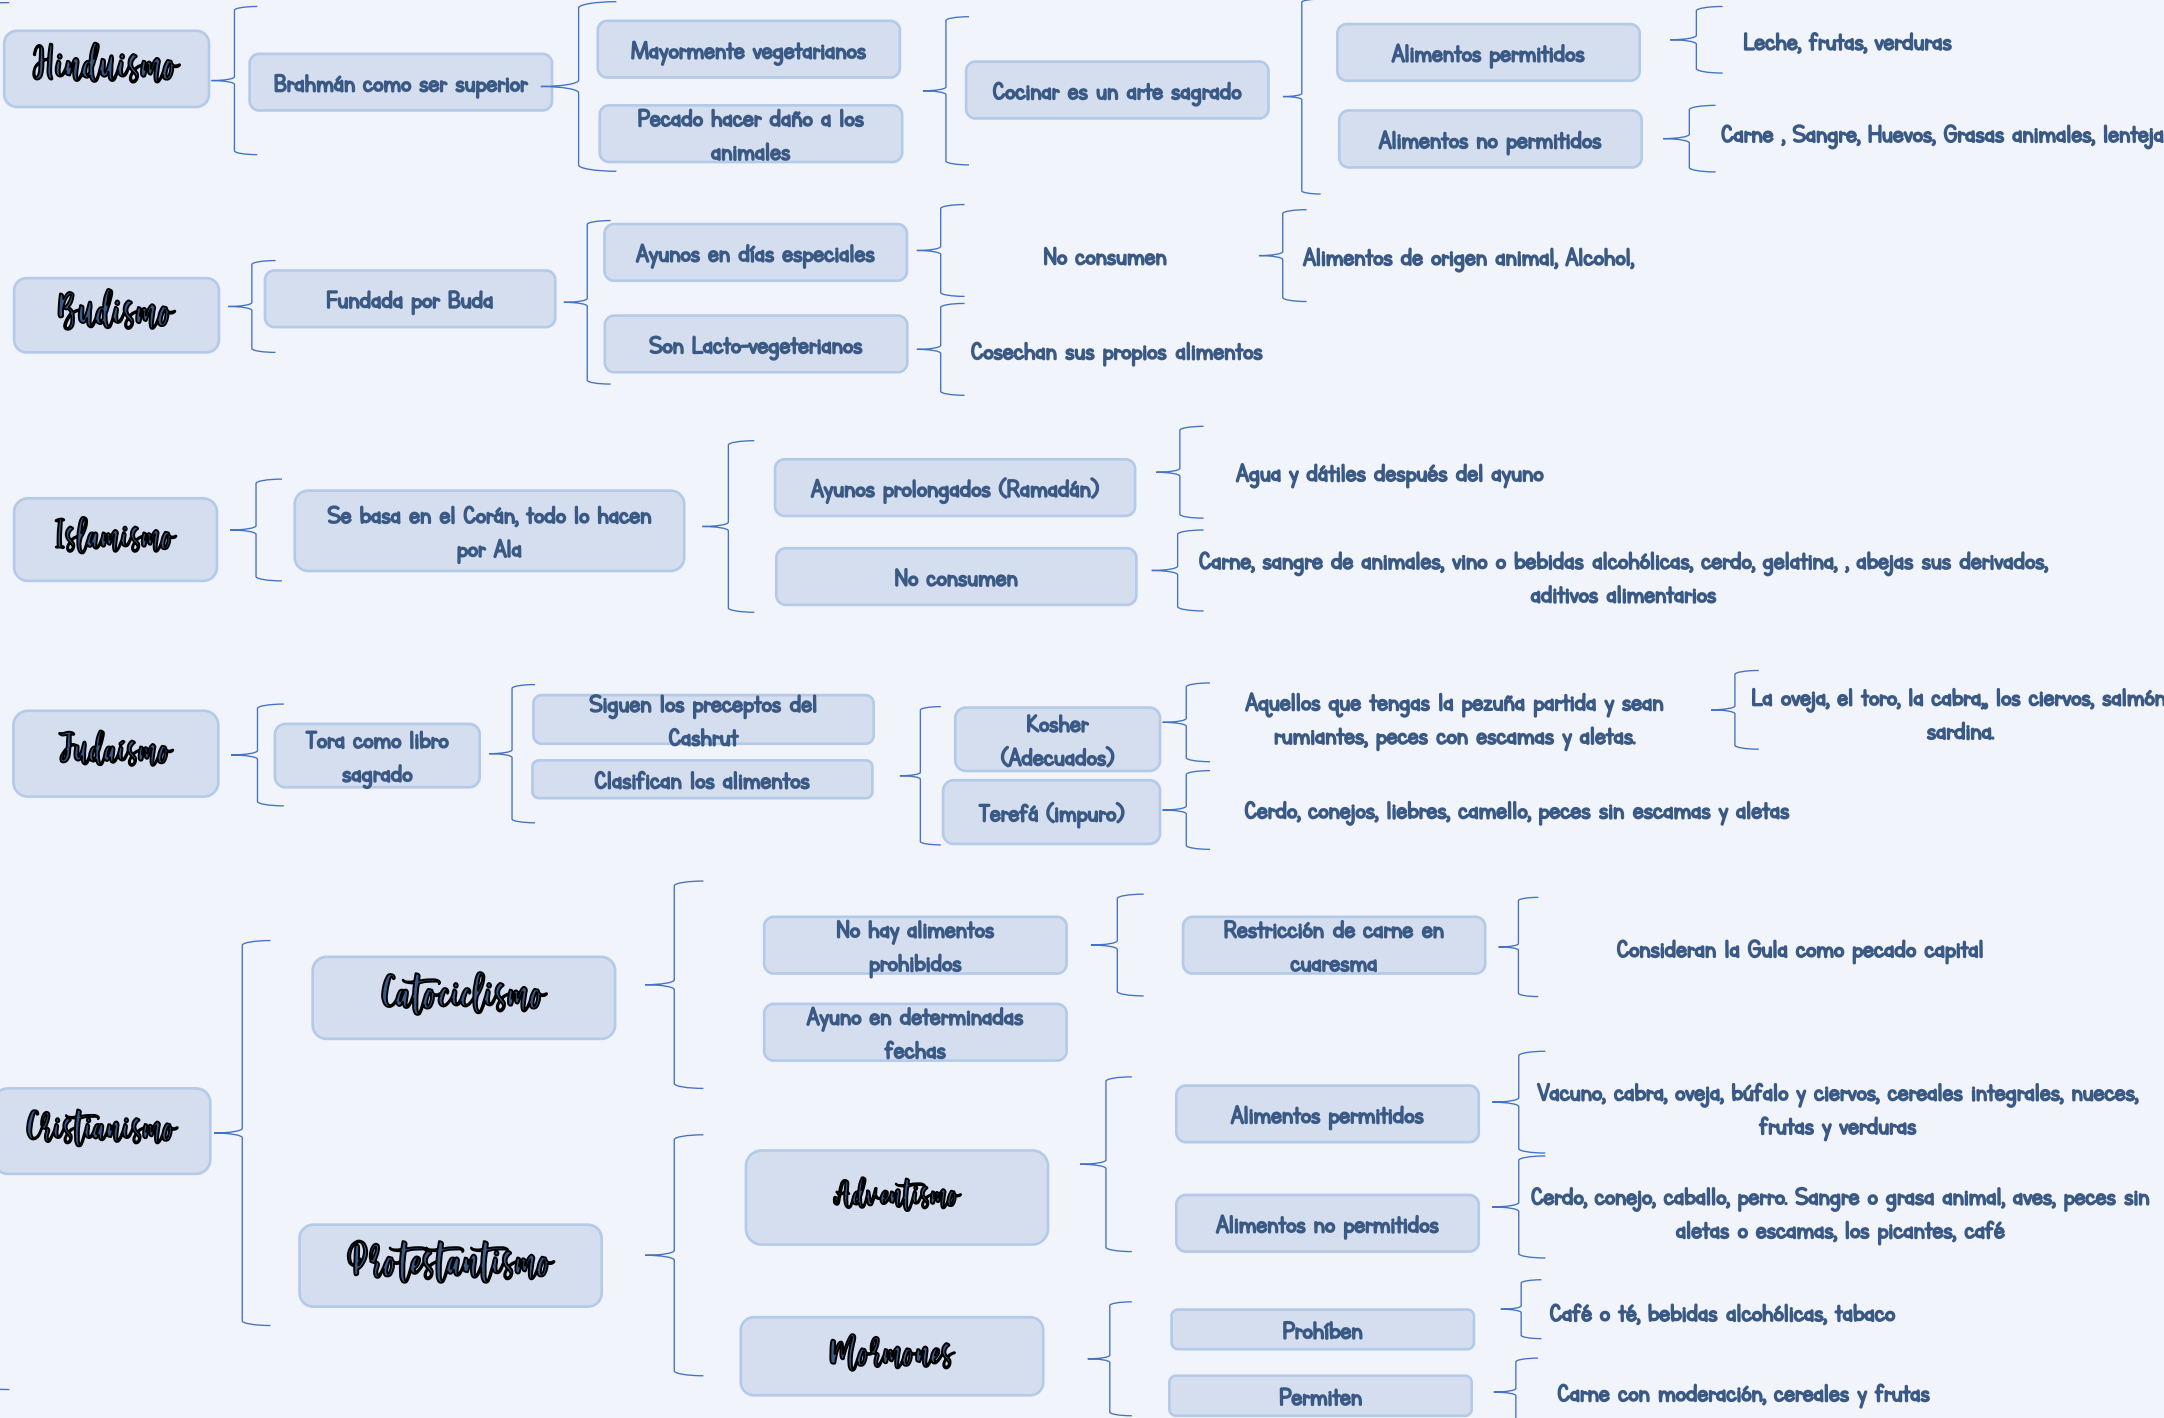 Hinduismo
Brahmán como ser superior
Mayormente vegetarianos
Pecado hacer daño a los
animales
Cocinar es un arte sagrado
Alimentos permitidos
Leche, frutas, verduras
Alimentos no permitidos
Carne , Sangre, Huevos, Grasas animales, lenteja
Budismo
Fundada por Buda
Ayunos en días especiales
No consumen
Alimentos de origen animal, Alcohol,
Son Lacto-vegeterianos
Cosechan sus propios alimentos
Islamismo
Se basa en el Corán, todo lo hacen
por Ala
Ayunos prolongados (Ramadán)
Agua y dátiles después del ayuno
No consumen
Carne, sangre de animales, vino o bebidas alcohólicas, cerdo, gelatina, , abejas sus derivados,
aditivos alimentarios
Judaísmo
Tora como libro
sagrado
Siguen los preceptos del
Cashrut
Clasifican los alimentos
Kosher
(Adecuados)
Aquellos que tengas la pezuña partida y sean
rumiantes, peces con escamas y aletas.
La oveja, el toro, la cabra,, los ciervos, salmón
sardina.
Terefá (impuro)
Cerdo, conejos, liebres, camello, peces sin escamas y aletas
Cristianismo
Catociclismo
No hay alimentos
prohibidos
Restricción de carne en
cuaresma
Consideran la Gula como pecado capital
Ayuno en determinadas
fechas
Protestantismo
Adventismo
Alimentos permitidos
Vacuno, cabra, oveja, búfalo y ciervos, cereales integrales, nueces,
frutas y verduras
Alimentos no permitidos
Cerdo, conejo, caballo, perro. Sangre o grasa animal, aves, peces sin
aletas o escamas, los picantes, café
Mormones
Prohíben
Café o té, bebidas alcohólicas, tabaco
Permiten
Carne con moderación, cereales y frutas